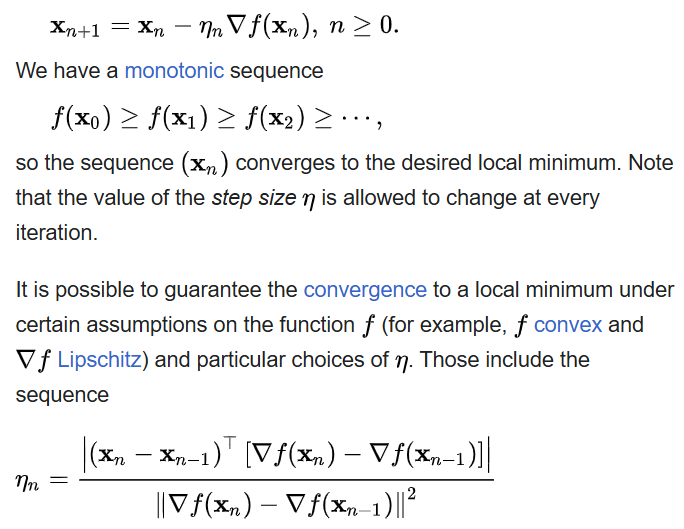 𝐱ₙ₊₁ = 𝐱ₙ − ηₙ∇f(𝐱ₙ), n ≥ 0.
We have a monotonic sequence
f(𝐱₀) ≥ f(𝐱₁) ≥ f(𝐱₂) ≥ ⋯,
so the sequence (𝐱ₙ) converges to the desired local minimum. Note
that the value of the step size η is allowed to change at every
iteration.
It is possible to guarantee the convergence to a local minimum under
certain assumptions on the function f (for example, f convex and
∇f Lipschitz) and particular choices of η. Those include the
sequence
ηₙ = |(𝐱ₙ − 𝐱ₙ₋₁)^⊤ [∇f(𝐱ₙ) − ∇f(𝐱ₙ₋₁)]| / ‖∇f(𝐱ₙ) − ∇f(𝐱ₙ₋₁)‖²